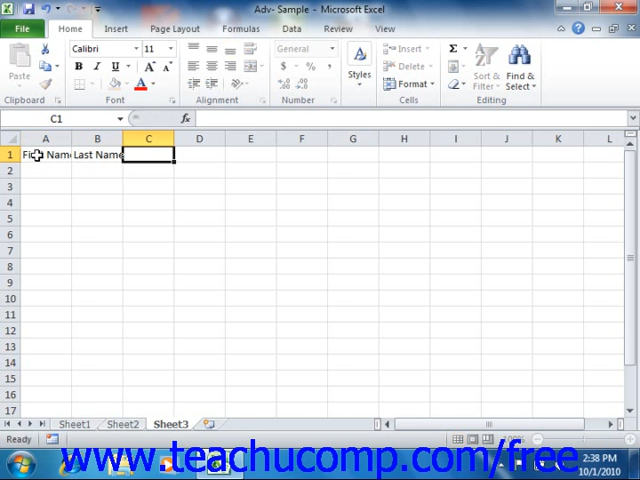 Adv- Sample - Microsoft Excel
File Home Insert Page Layout Formulas Data Review View
Calibri 11 General Insert Σ
Paste B I U A A $ % , Styles Delete Sort & Filter Find & Select
A Format
Clipboard Font Alignment Number Cells Editing
C1 fx
A B C D E F G H I J K L
1 First Name Last Name
2
3
4
5
6
7
8
9
10
11
12
13
14
15
16
17
Sheet1 Sheet2 Sheet3
Ready 100%
www.teachucomp.com/free
2:38 PM
10/1/2010